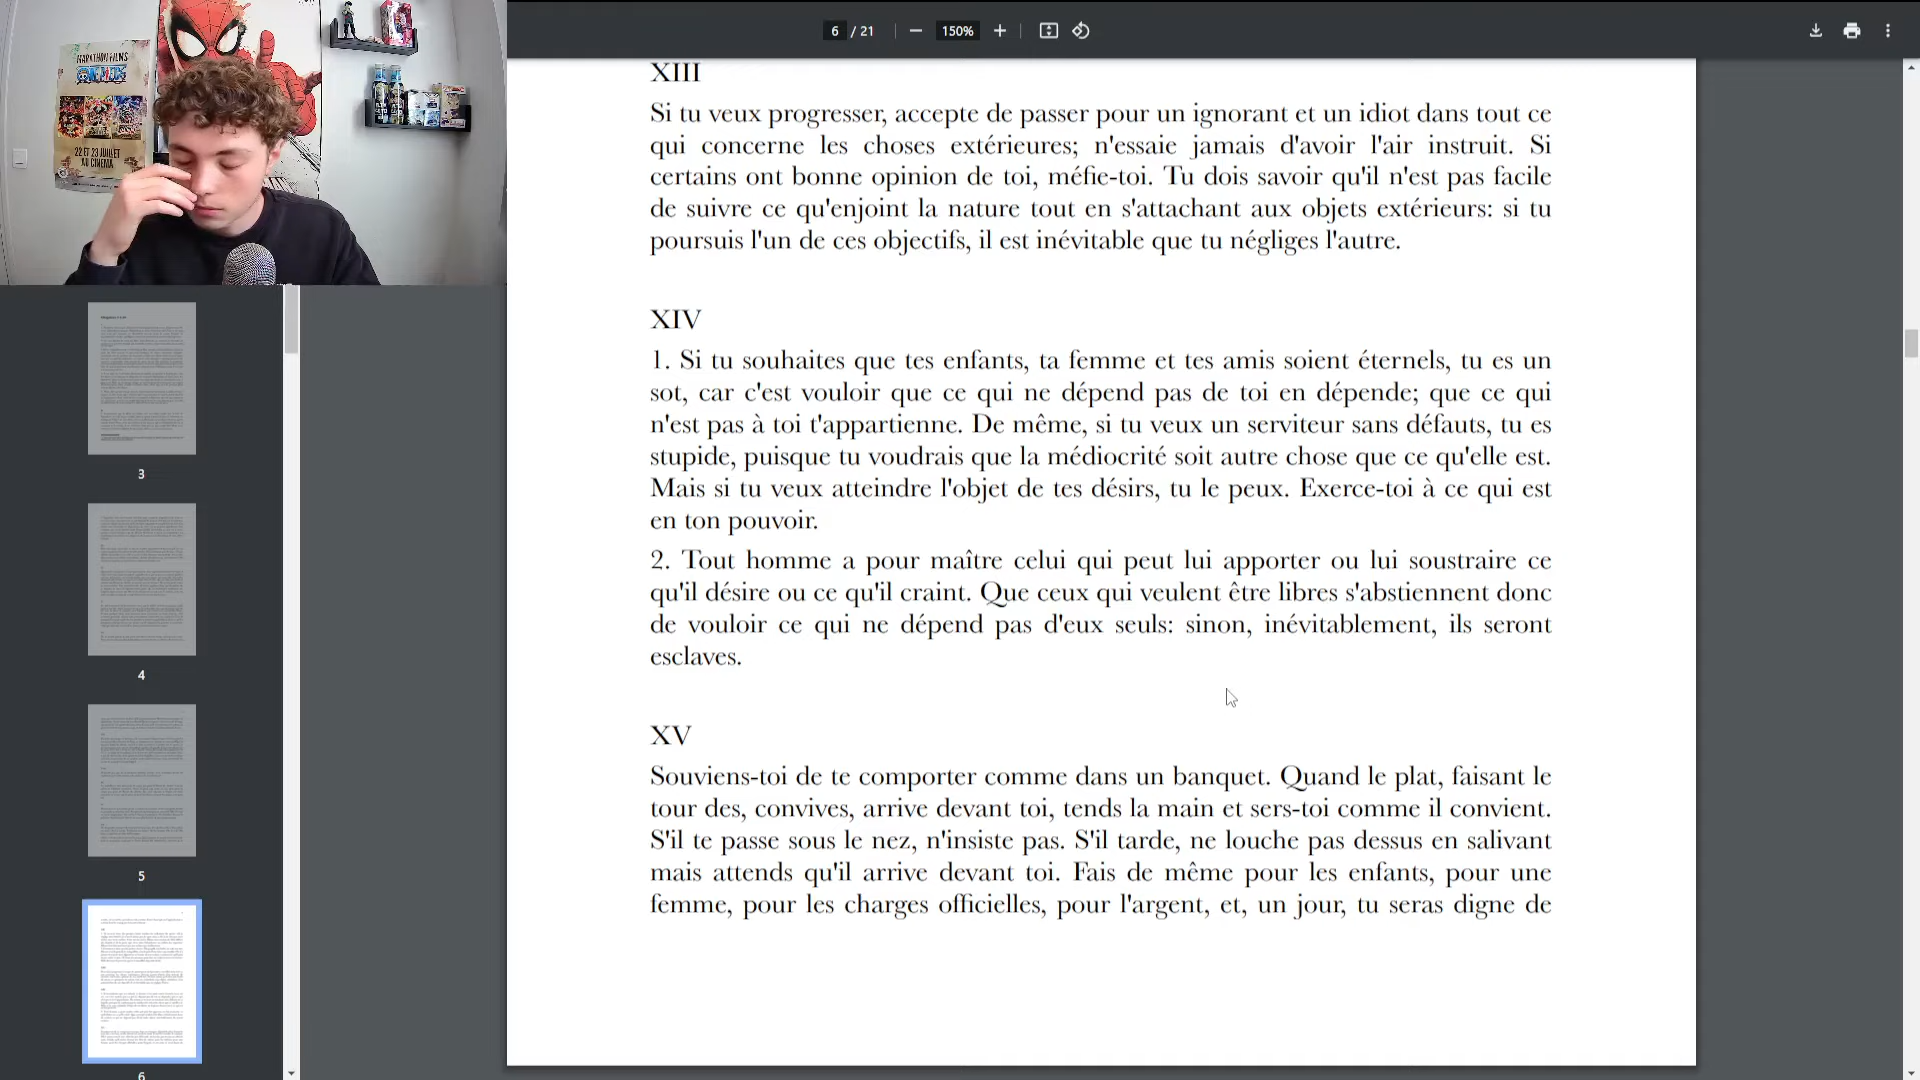 MARATHON FILMS
22 ET 23 JUILLET
AU CINEMA
6 / 21
150%
XIII
Si tu veux progresser, accepte de passer pour un ignorant et un idiot dans tout ce
qui concerne les choses extérieures; n'essaie jamais d'avoir l'air instruit. Si
certains ont bonne opinion de toi, méfie-toi. Tu dois savoir qu'il n'est pas facile
de suivre ce qu'enjoint la nature tout en s'attachant aux objets extérieurs: si tu
poursuis l'un de ces objectifs, il est inévitable que tu négliges l'autre.
XIV
1. Si tu souhaites que tes enfants, ta femme et tes amis soient éternels, tu es un
sot, car c'est vouloir que ce qui ne dépend pas de toi en dépende; que ce qui
n'est pas à toi t'appartienne. De même, si tu veux un serviteur sans défauts, tu es
stupide, puisque tu voudrais que la médiocrité soit autre chose que ce qu'elle est.
Mais si tu veux atteindre l'objet de tes désirs, tu le peux. Exerce-toi à ce qui est
en ton pouvoir.
2. Tout homme a pour maître celui qui peut lui apporter ou lui soustraire ce
qu'il désire ou ce qu'il craint. Que ceux qui veulent être libres s'abstiennent donc
de vouloir ce qui ne dépend pas d'eux seuls: sinon, inévitablement, ils seront
esclaves.
XV
Souviens-toi de te comporter comme dans un banquet. Quand le plat, faisant le
tour des, convives, arrive devant toi, tends la main et sers-toi comme il convient.
S'il te passe sous le nez, n'insiste pas. S'il tarde, ne louche pas dessus en salivant
mais attends qu'il arrive devant toi. Fais de même pour les enfants, pour une
femme, pour les charges officielles, pour l'argent, et, un jour, tu seras digne de
3
4
5
6